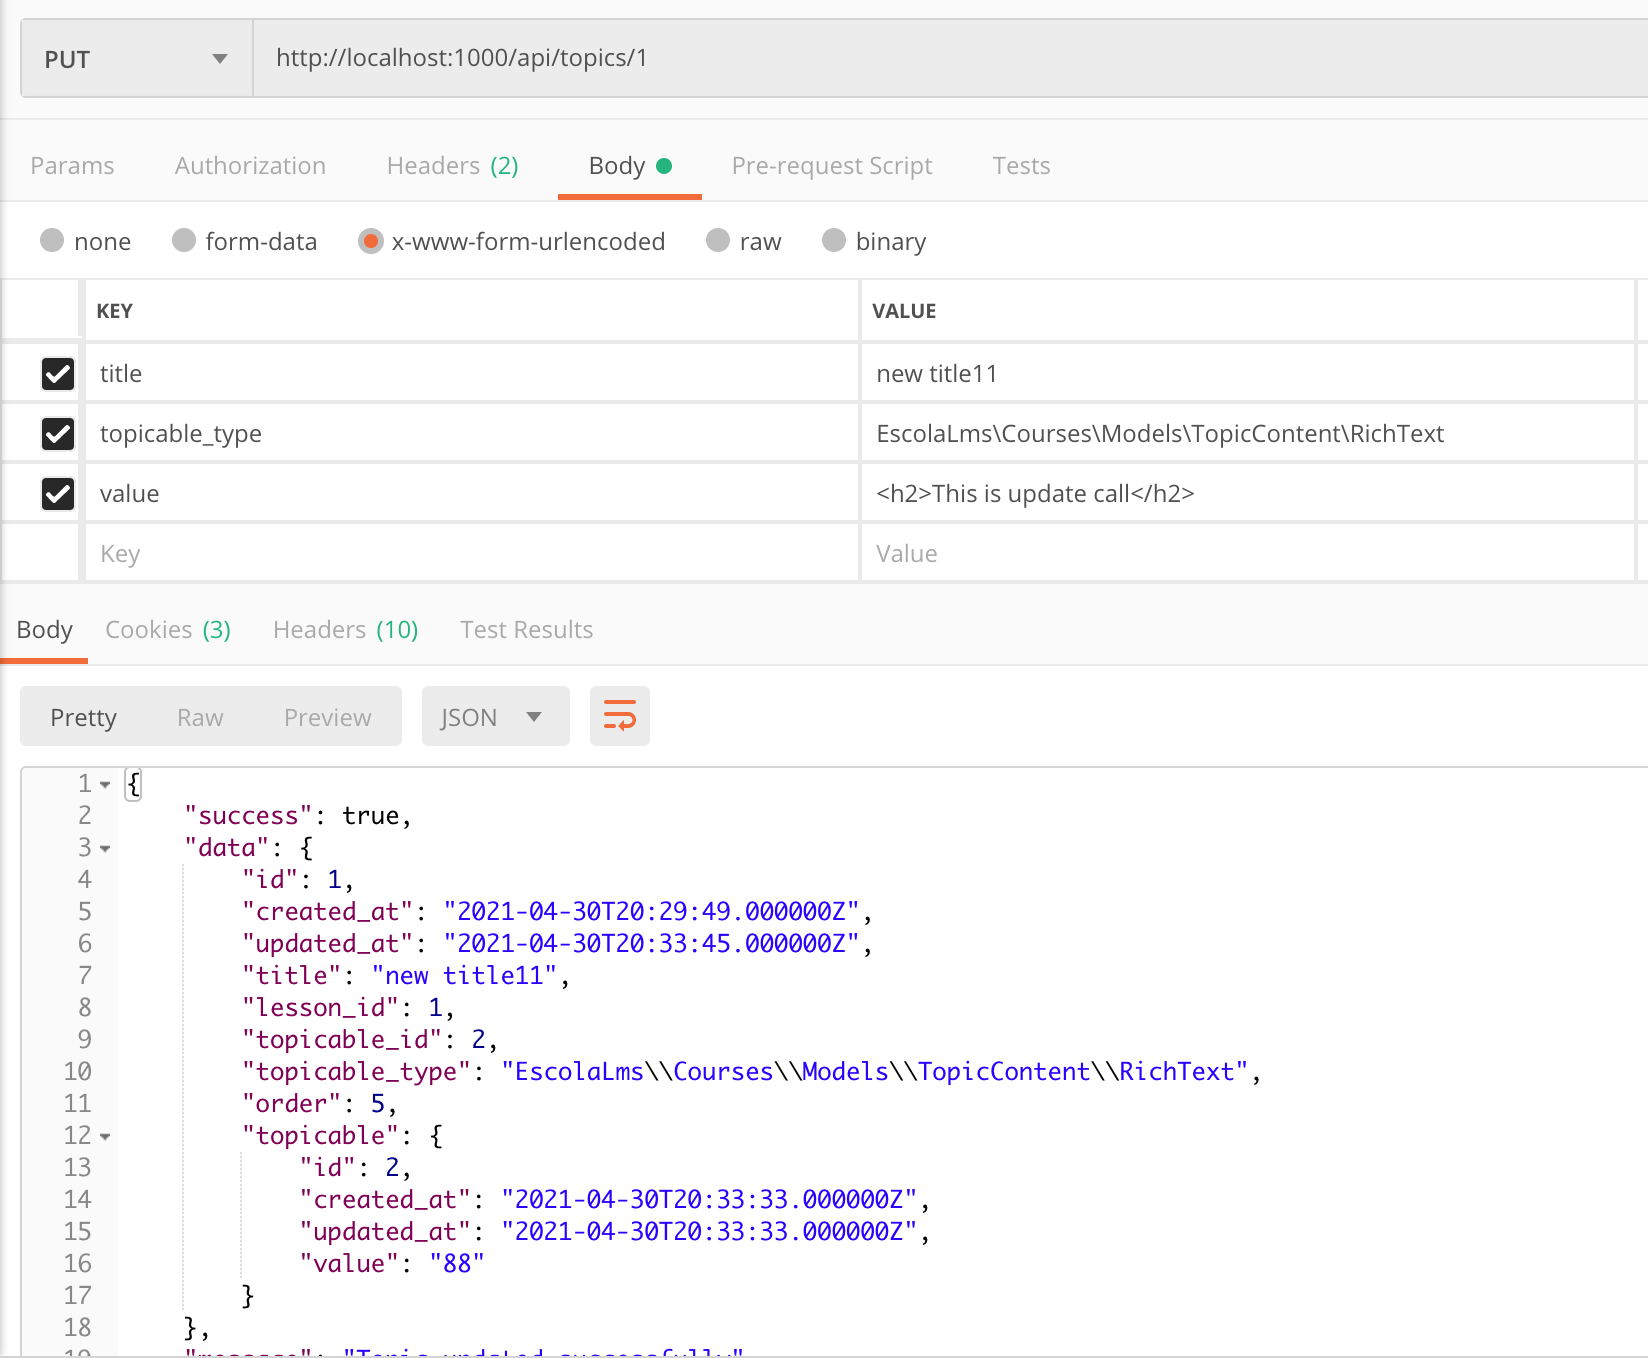 PUT http://localhost:1000/api/topics/1
Params Authorization Headers (2) Body Pre-request Script Tests
none form-data x-www-form-urlencoded raw binary
KEY VALUE
title new title11
topicable_type EscolaLms\Courses\Models\TopicContent\RichText
value <h2>This is update call</h2>
Key Value
Body Cookies (3) Headers (10) Test Results
Pretty Raw Preview JSON
1 {
2 "success": true,
3 "data": {
4 "id": 1,
5 "created_at": "2021-04-30T20:29:49.000000Z",
6 "updated_at": "2021-04-30T20:33:45.000000Z",
7 "title": "new title11",
8 "lesson_id": 1,
9 "topicable_id": 2,
10 "topicable_type": "EscolaLms\\Courses\\Models\\TopicContent\\RichText",
11 "order": 5,
12 "topicable": {
13 "id": 2,
14 "created_at": "2021-04-30T20:33:33.000000Z",
15 "updated_at": "2021-04-30T20:33:33.000000Z",
16 "value": "88"
17 }
18 },
19 "message": "Topic updated successfully"